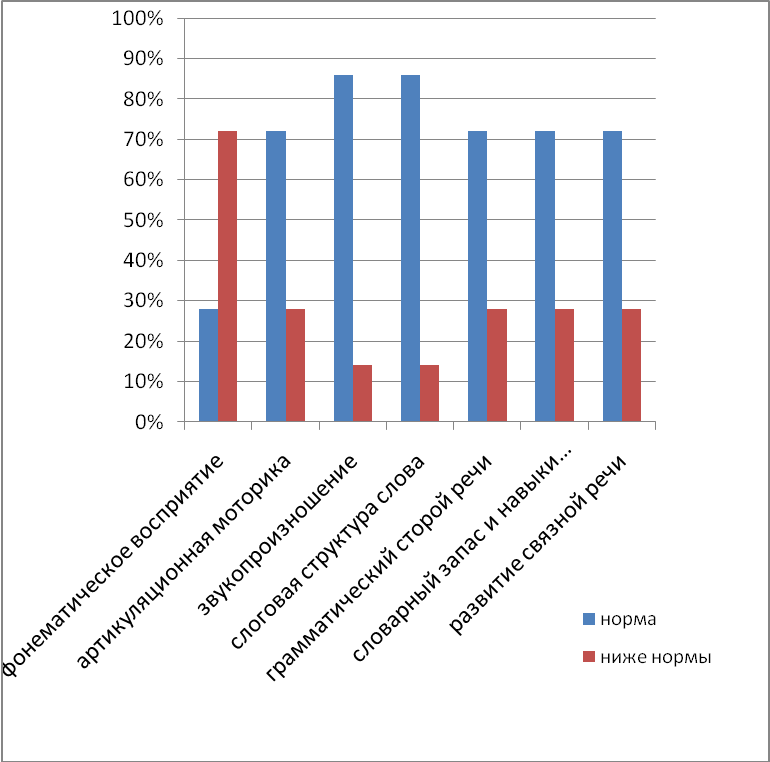 100%
90%
80%
70%
60%
50%
40%
30%
20%
10%
0%
фонематическое восприятие
артикуляционная моторика
звукопроизношение
слоговая структура слова
грамматический сторой речи
словарный запас и навыки...
развитие связной речи
норма
ниже нормы